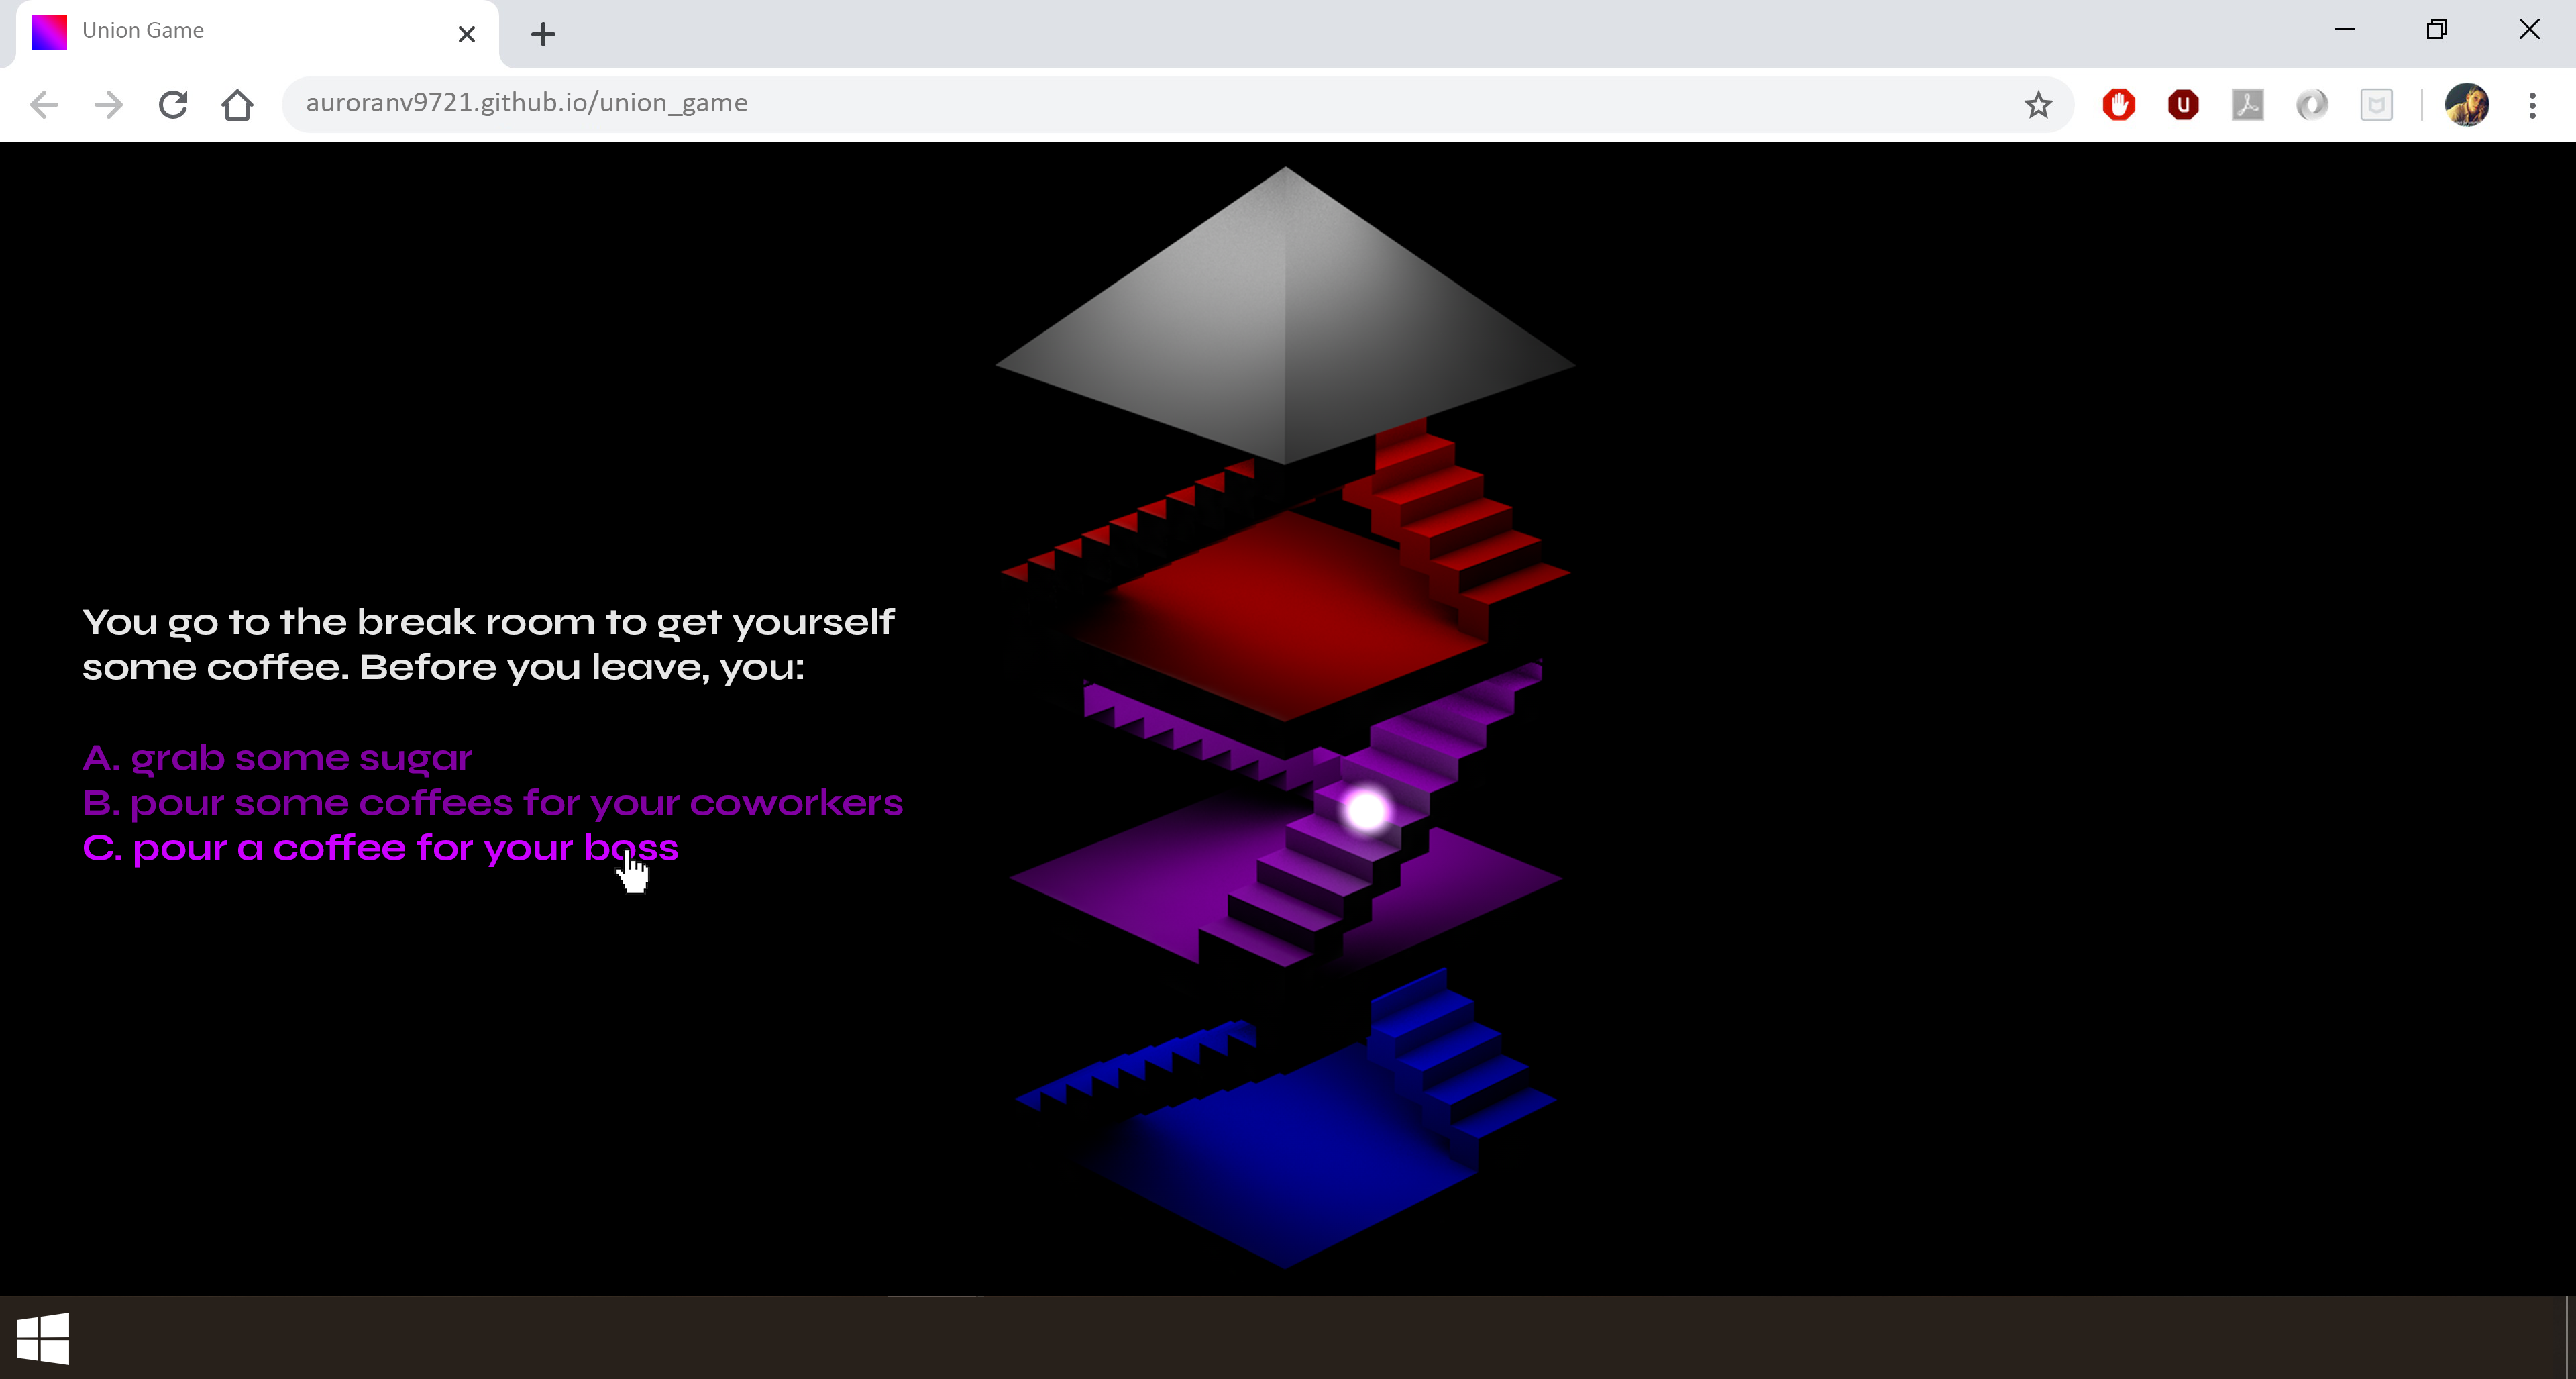 Union Game
auroranv9721.github.io/union_game
You go to the break room to get yourself
some coffee. Before you leave, you:
A. grab some sugar
B. pour some coffees for your coworkers
C. pour a coffee for your boss